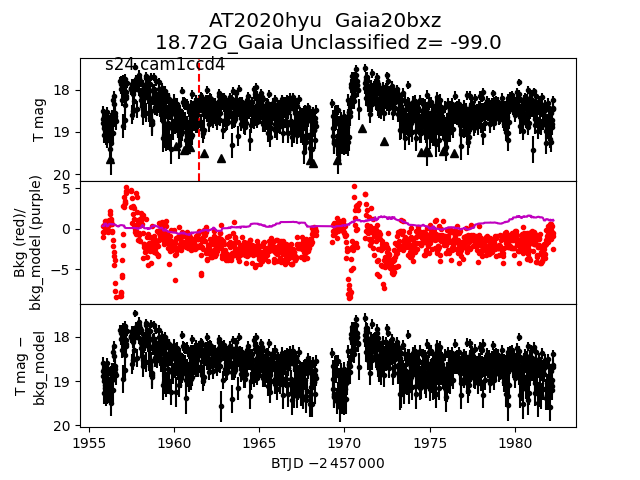 AT2020hyu  Gaia20bxz
18.72G_Gaia Unclassified z= -99.0
s24 cam1ccd4
T mag
18
19
20
Bkg (red)/
bkg_model (purple)
5
0
−5
T mag −
bkg_model
18
19
20
1955 1960 1965 1970 1975 1980
BTJD −2 457 000